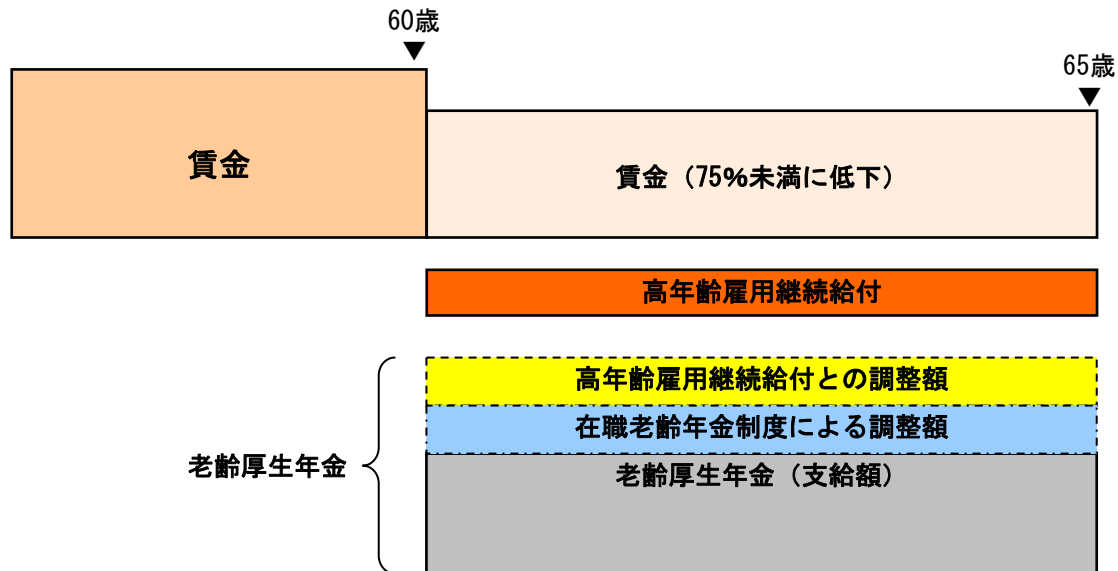 60歳
65歳
賃金
賃金（75%未満に低下）
高年齢雇用継続給付
高年齢雇用継続給付との調整額
在職老齢年金制度による調整額
老齢厚生年金
老齢厚生年金（支給額）